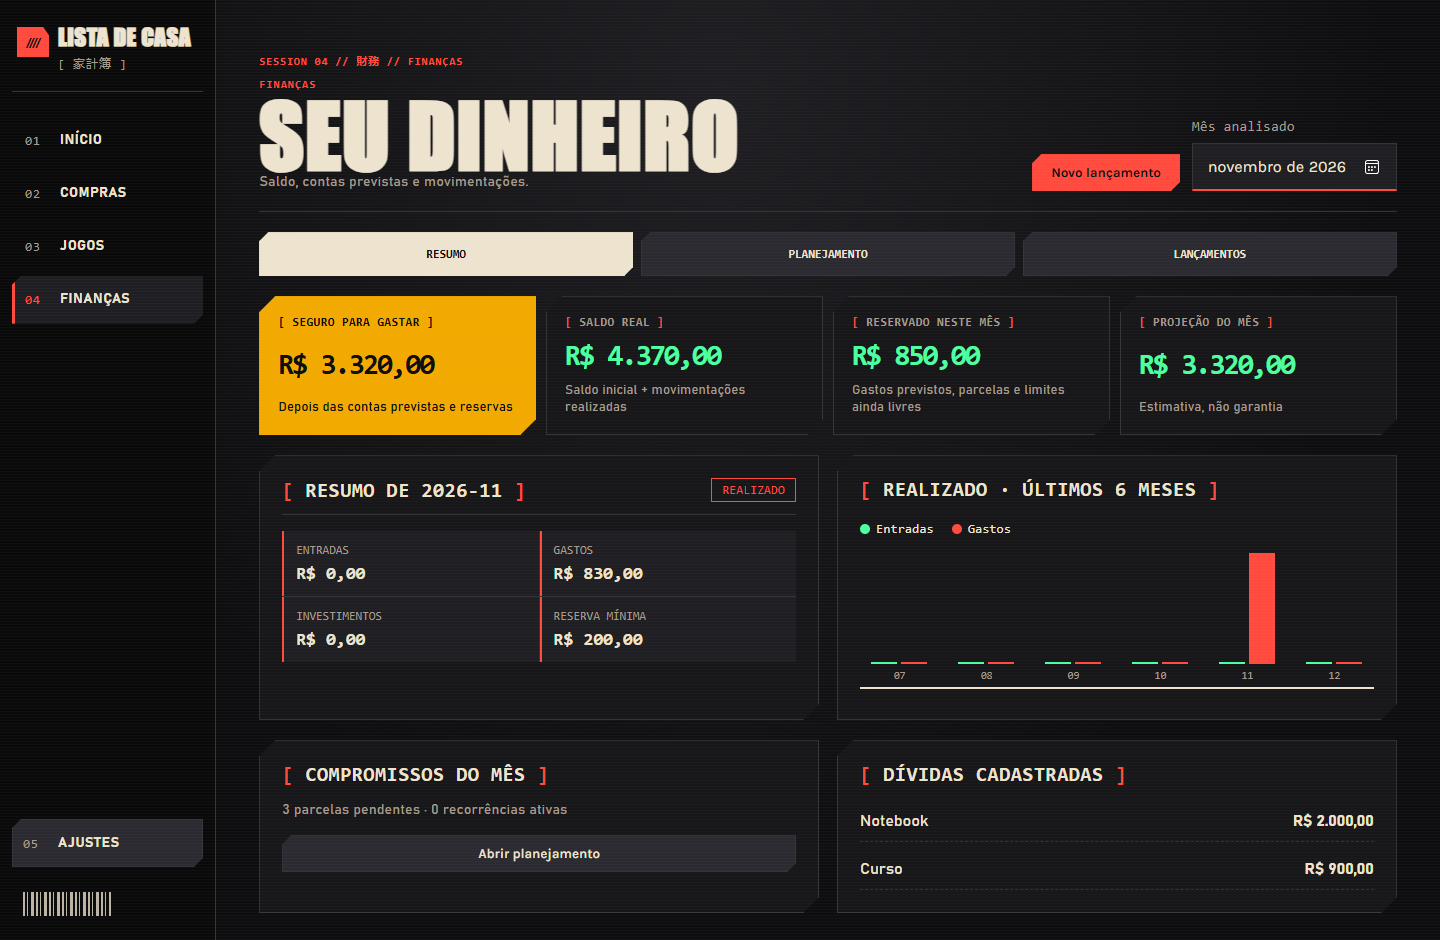 LISTA DE CASA
[ 家計簿 ]
01 INÍCIO
02 COMPRAS
03 JOGOS
04 FINANÇAS
05 AJUSTES
SESSION 04 // 財務 // FINANÇAS
FINANÇAS
SEU DINHEIRO
Saldo, contas previstas e movimentações.
Novo lançamento
Mês analisado
novembro de 2026
RESUMO
PLANEJAMENTO
LANÇAMENTOS
[ SEGURO PARA GASTAR ]
R$ 3.320,00
Depois das contas previstas e reservas
[ SALDO REAL ]
R$ 4.370,00
Saldo inicial + movimentações
realizadas
[ RESERVADO NESTE MÊS ]
R$ 850,00
Gastos previstos, parcelas e limites
ainda livres
[ PROJEÇÃO DO MÊS ]
R$ 3.320,00
Estimativa, não garantia
[ RESUMO DE 2026-11 ]
REALIZADO
ENTRADAS
R$ 0,00
GASTOS
R$ 830,00
INVESTIMENTOS
R$ 0,00
RESERVA MÍNIMA
R$ 200,00
[ REALIZADO · ÚLTIMOS 6 MESES ]
Entradas Gastos
07 08 09 10 11 12
[ COMPROMISSOS DO MÊS ]
3 parcelas pendentes · 0 recorrências ativas
Abrir planejamento
[ DÍVIDAS CADASTRADAS ]
Notebook R$ 2.000,00
Curso R$ 900,00